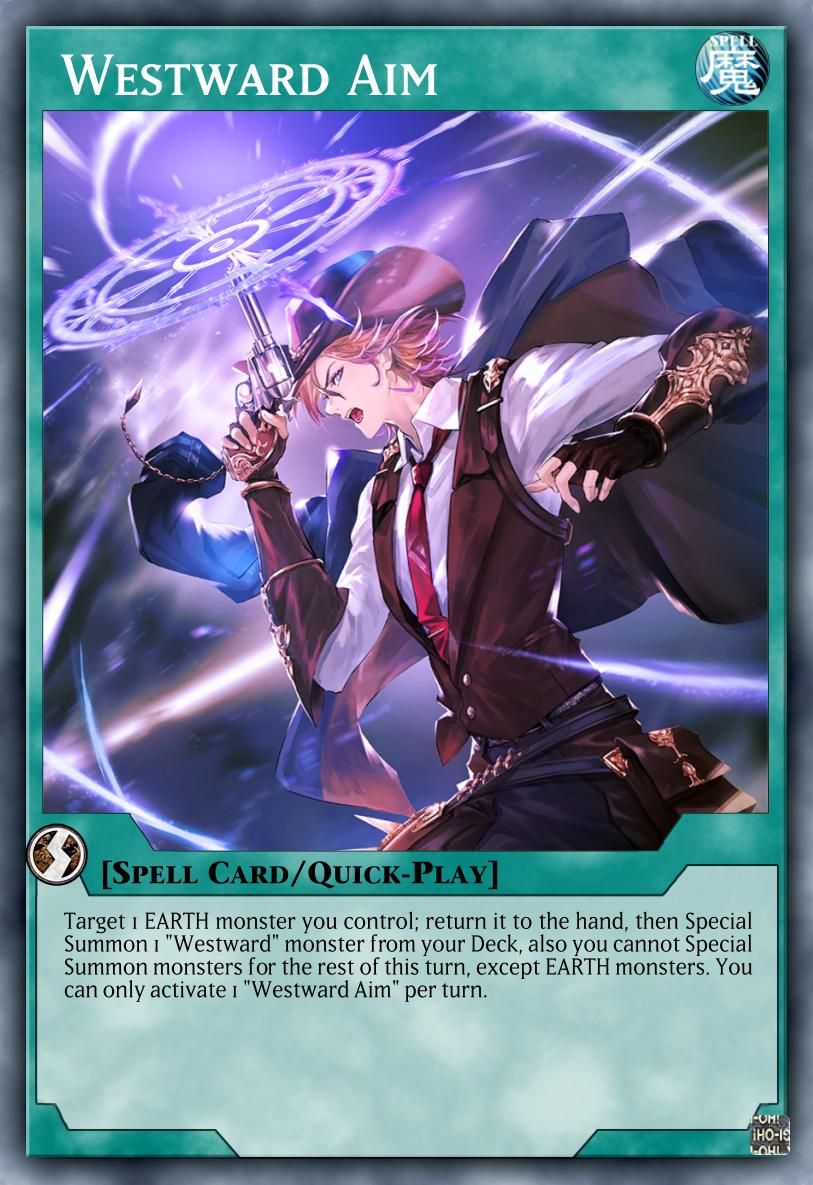 Westward Aim
SPELL
魔
[Spell Card/Quick-Play]
Target 1 EARTH monster you control; return it to the hand, then Special
Summon 1 "Westward" monster from your Deck, also you cannot Special
Summon monsters for the rest of this turn, except EARTH monsters. You
can only activate 1 "Westward Aim" per turn.